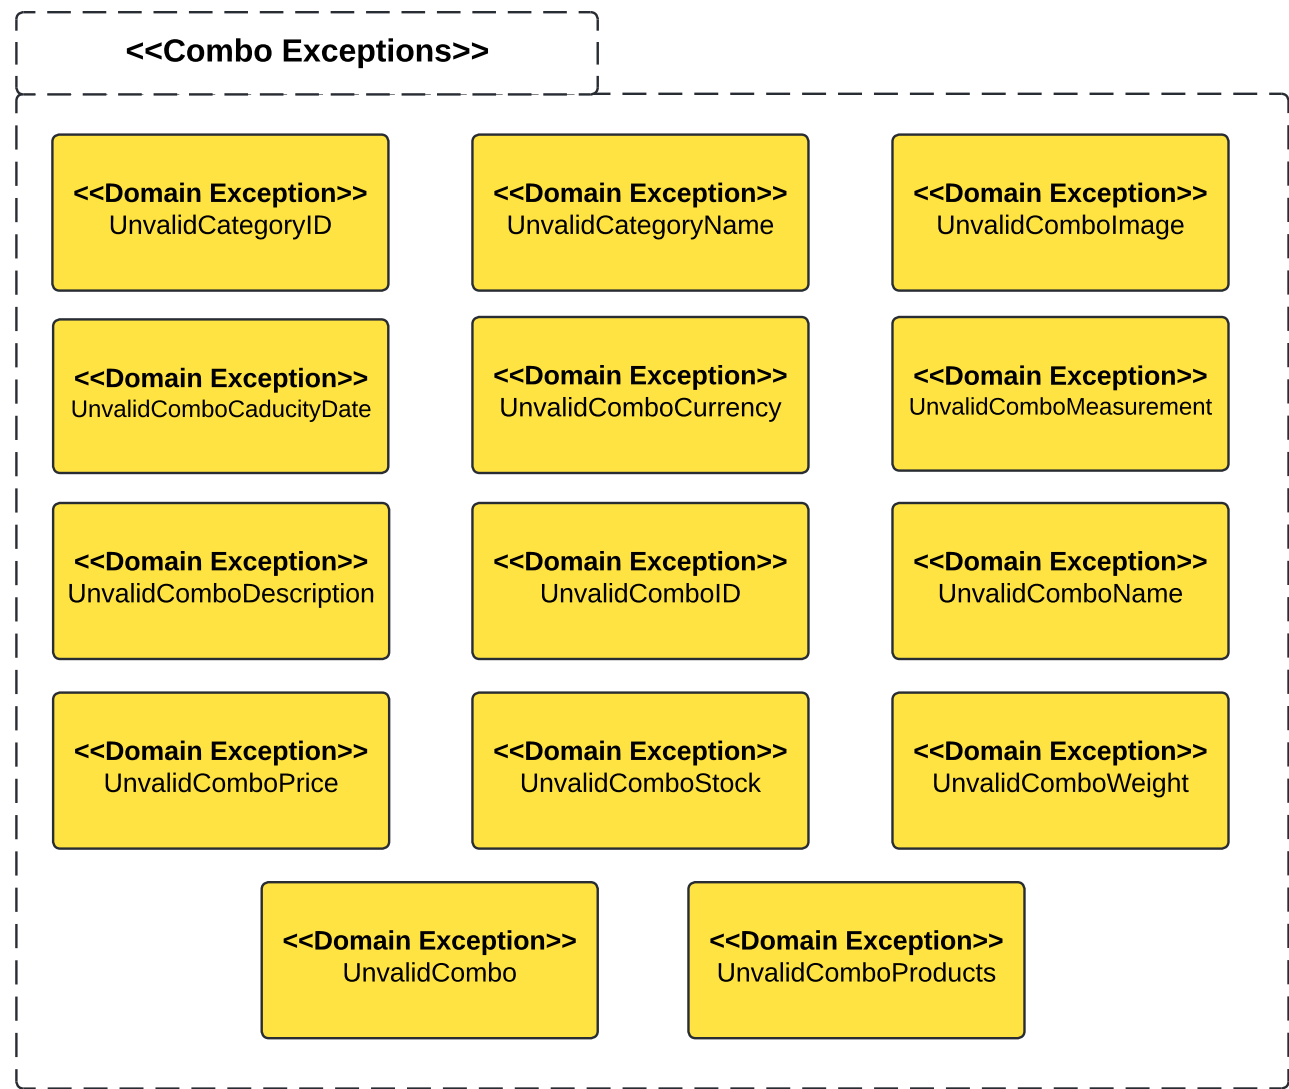 <<Combo Exceptions>>
<<Domain Exception>>
UnvalidCategoryID
<<Domain Exception>>
UnvalidCategoryName
<<Domain Exception>>
UnvalidComboImage
<<Domain Exception>>
UnvalidComboCaducityDate
<<Domain Exception>>
UnvalidComboCurrency
<<Domain Exception>>
UnvalidComboMeasurement
<<Domain Exception>>
UnvalidComboDescription
<<Domain Exception>>
UnvalidComboID
<<Domain Exception>>
UnvalidComboName
<<Domain Exception>>
UnvalidComboPrice
<<Domain Exception>>
UnvalidComboStock
<<Domain Exception>>
UnvalidComboWeight
<<Domain Exception>>
UnvalidCombo
<<Domain Exception>>
UnvalidComboProducts